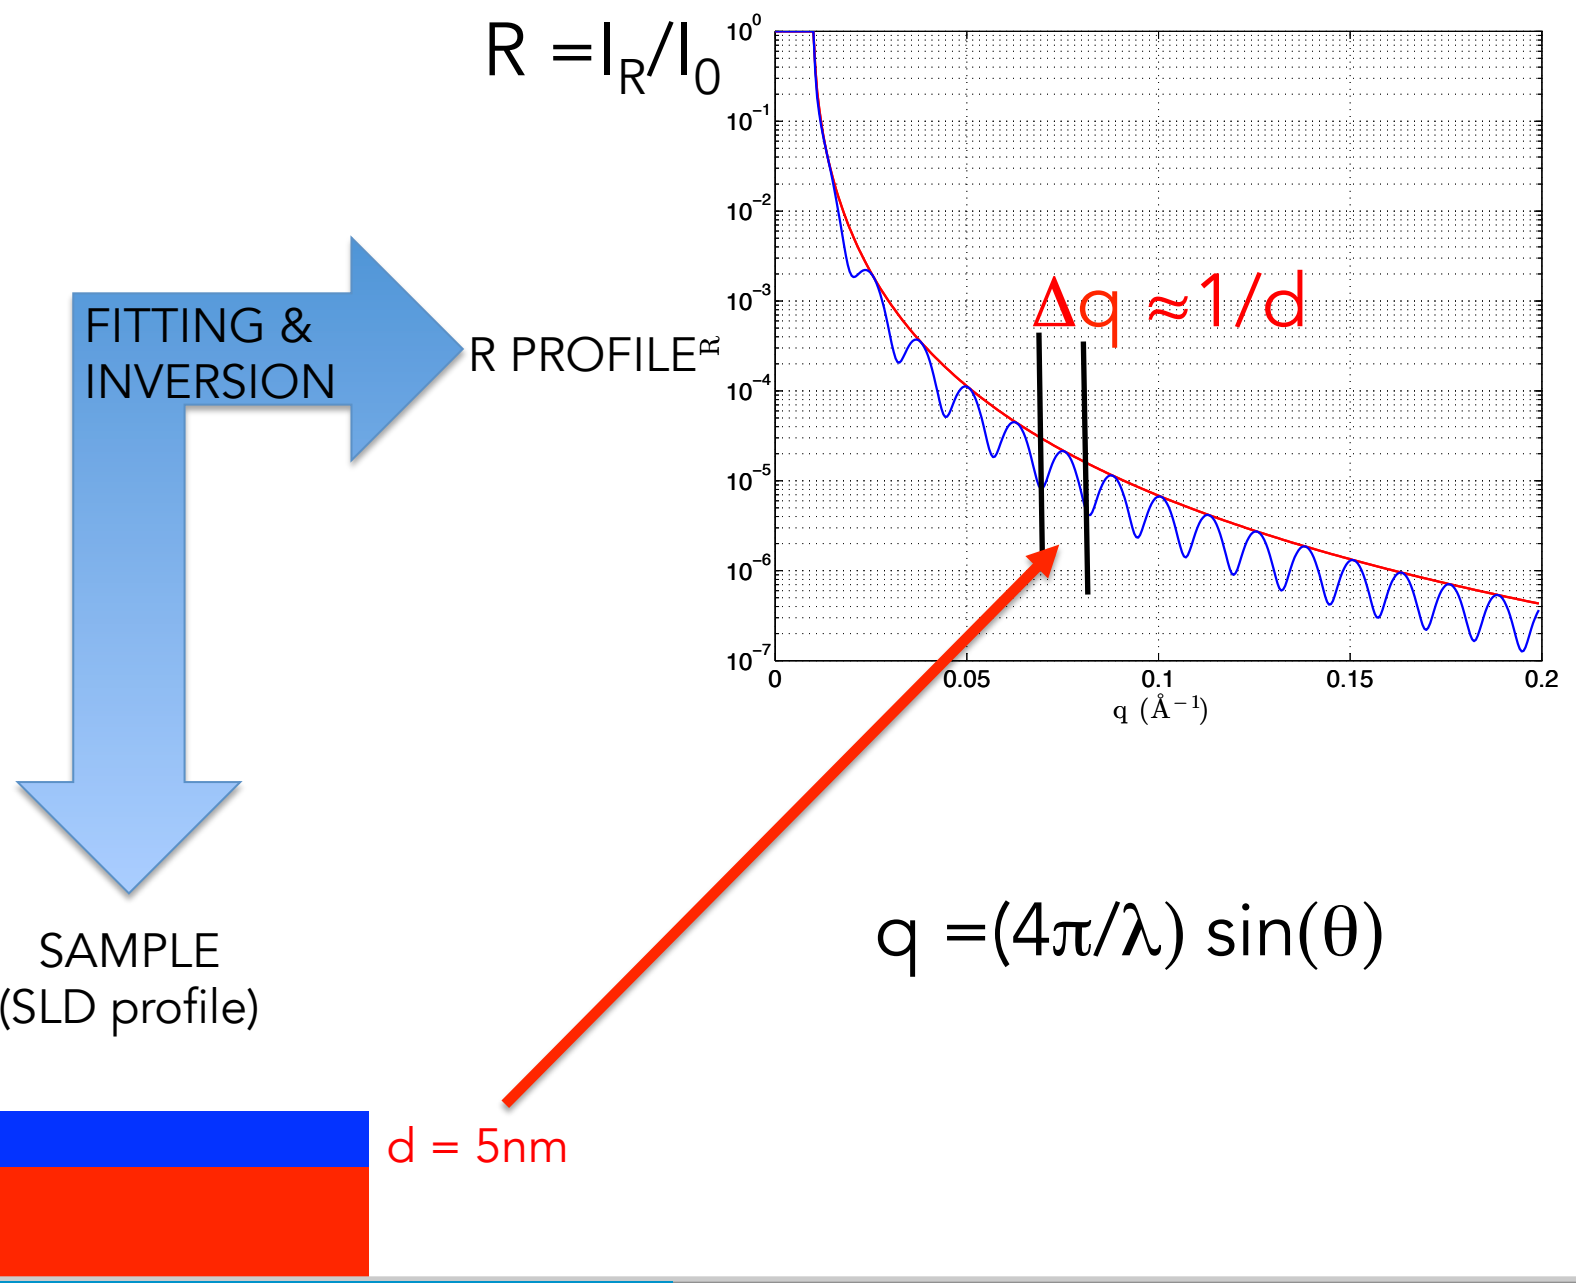 R =I_R/I_0
10^0
10^−1
10^−2
10^−3
10^−4
10^−5
10^−6
10^−7
R
0 0.05 0.1 0.15 0.2
q (Å^−1)
Δq ≈1/d
FITTING &
INVERSION
R PROFILE
q =(4π/λ) sin(θ)
SAMPLE
(SLD profile)
d = 5nm